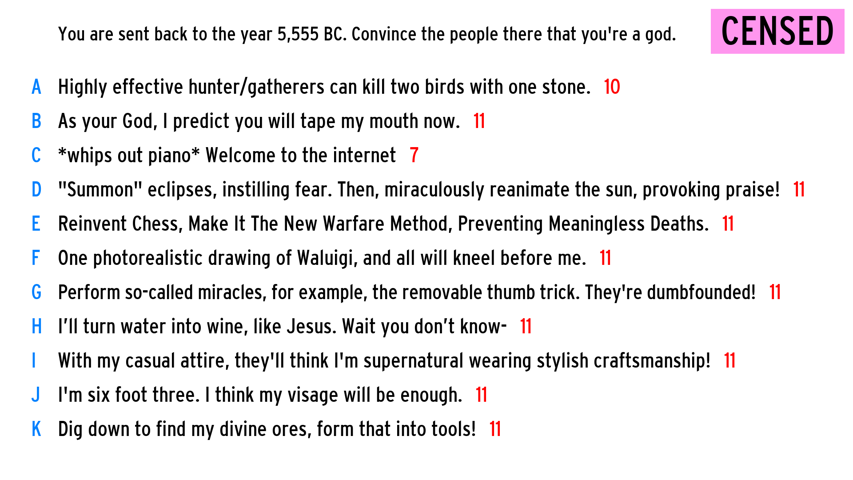 You are sent back to the year 5,555 BC. Convince the people there that you're a god.
CENSED
A Highly effective hunter/gatherers can kill two birds with one stone. 10
B As your God, I predict you will tape my mouth now. 11
C *whips out piano* Welcome to the internet 7
D "Summon" eclipses, instilling fear. Then, miraculously reanimate the sun, provoking praise! 11
E Reinvent Chess, Make It The New Warfare Method, Preventing Meaningless Deaths. 11
F One photorealistic drawing of Waluigi, and all will kneel before me. 11
G Perform so-called miracles, for example, the removable thumb trick. They're dumbfounded! 11
H I’ll turn water into wine, like Jesus. Wait you don’t know- 11
I With my casual attire, they'll think I'm supernatural wearing stylish craftsmanship! 11
J I'm six foot three. I think my visage will be enough. 11
K Dig down to find my divine ores, form that into tools! 11